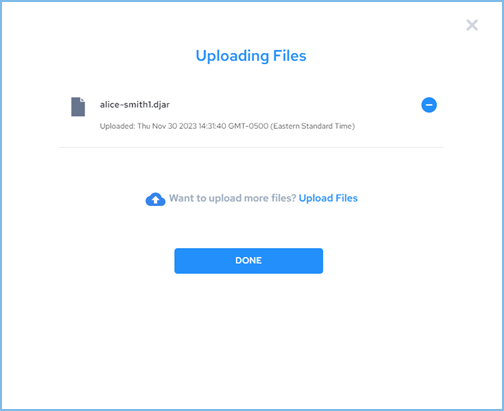 Uploading Files
alice-smith1.djar
Uploaded: Thu Nov 30 2023 14:31:40 GMT-0500 (Eastern Standard Time)
Want to upload more files? Upload Files
DONE